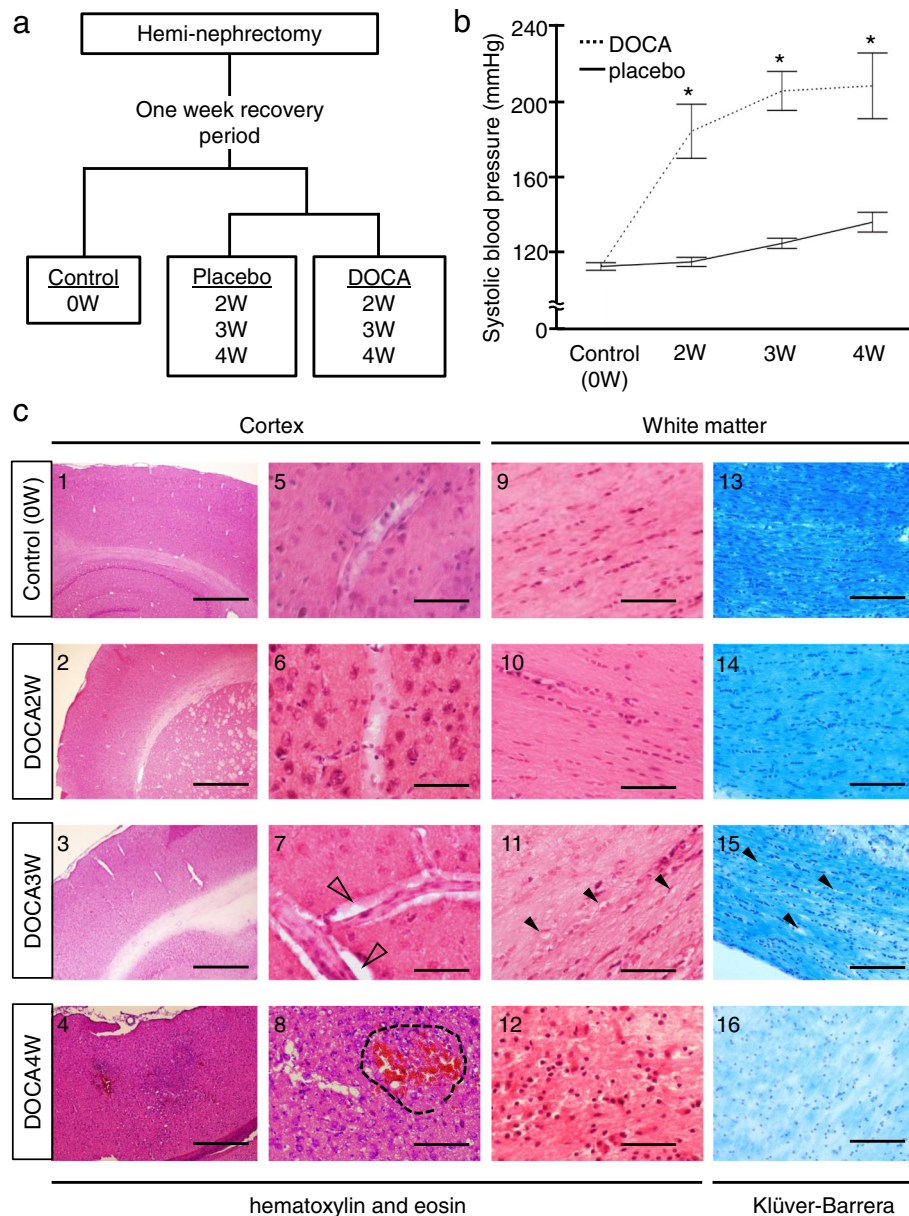 a
Hemi-nephrectomy
One week recovery
period
Control
0W
Placebo
2W
3W
4W
DOCA
2W
3W
4W
b
Systolic blood pressure (mmHg)
240
200
160
120
0
DOCA
placebo
*
*
*
Control
(0W)
2W
3W
4W
c
Cortex
White matter
Control (0W)
1
5
9
13
DOCA2W
2
6
10
14
DOCA3W
3
7
11
15
DOCA4W
4
8
12
16
hematoxylin and eosin
Klüver-Barrera